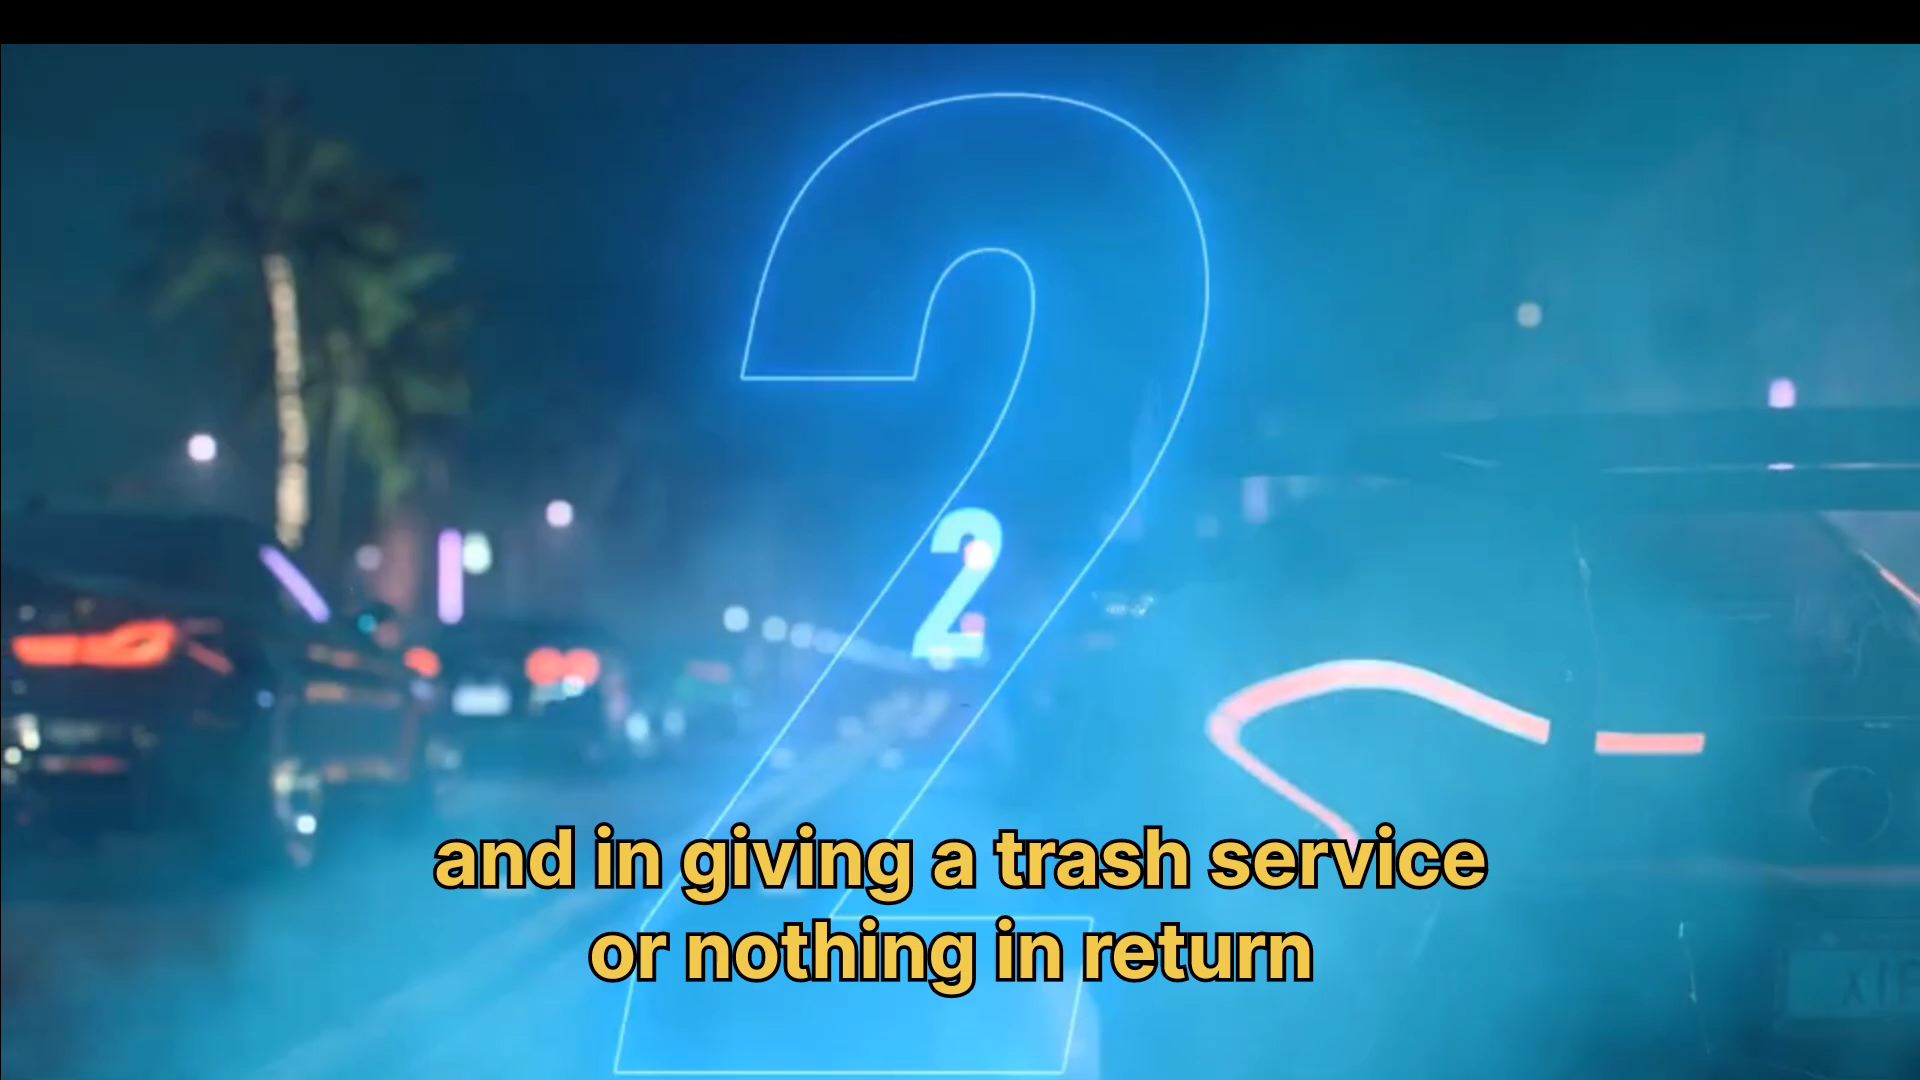 2
2
and in giving a trash service
or nothing in return